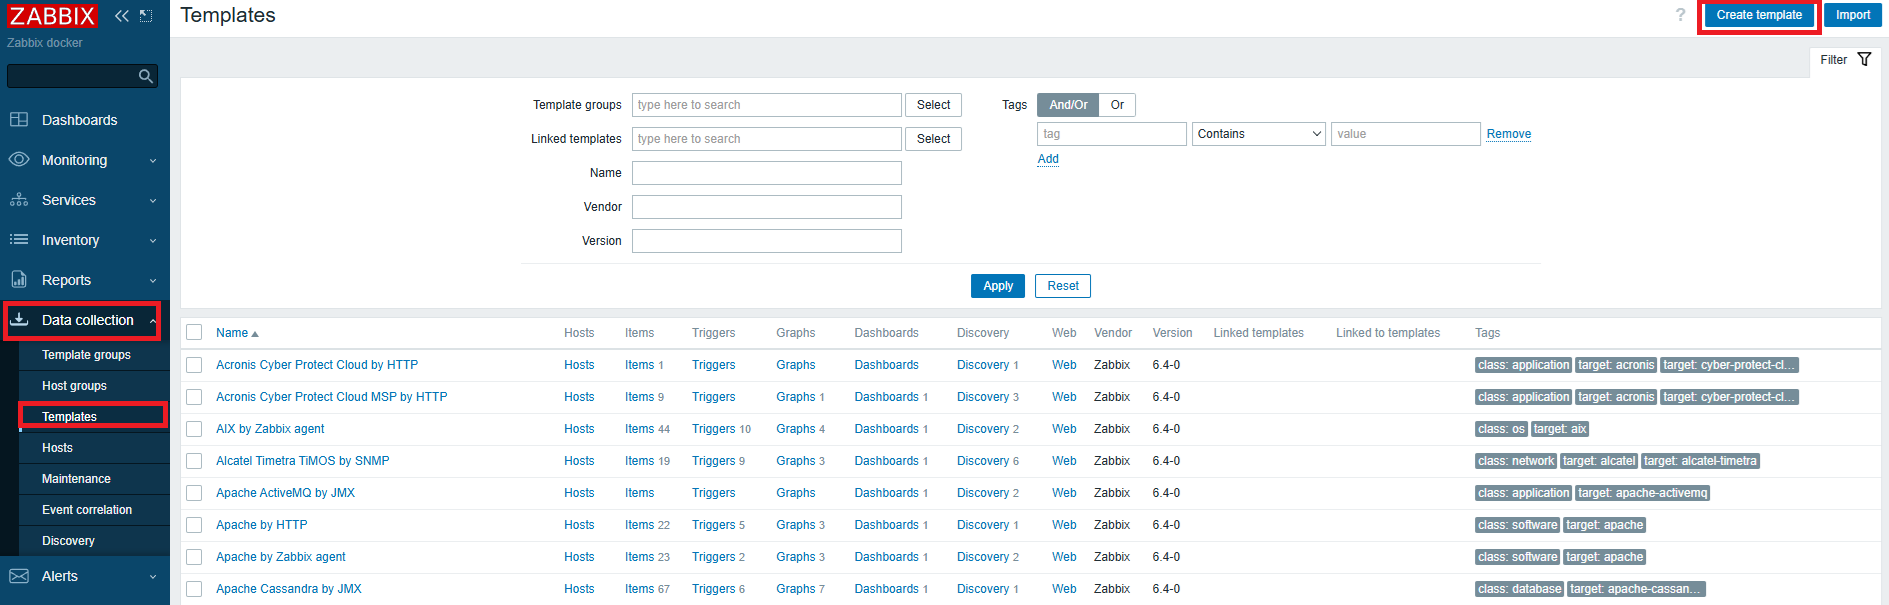 ZABBIX
Zabbix docker
Dashboards
Monitoring
Services
Inventory
Reports
Data collection
Template groups
Host groups
Templates
Hosts
Maintenance
Event correlation
Discovery
Alerts
Templates
? Create template Import
Filter
Template groups type here to search Select
Linked templates type here to search Select
Name
Vendor
Version
Tags And/Or Or
tag Contains value Remove
Add
Apply Reset
Name Hosts Items Triggers Graphs Dashboards Discovery Web Vendor Version Linked templates Linked to templates Tags
Acronis Cyber Protect Cloud by HTTP Hosts Items 1 Triggers Graphs Dashboards Discovery 1 Web Zabbix 6.4-0 class: application target: acronis target: cyber-protect-cl...
Acronis Cyber Protect Cloud MSP by HTTP Hosts Items 9 Triggers Graphs 1 Dashboards 1 Discovery 3 Web Zabbix 6.4-0 class: application target: acronis target: cyber-protect-cl...
AIX by Zabbix agent Hosts Items 44 Triggers 10 Graphs 4 Dashboards 1 Discovery 2 Web Zabbix 6.4-0 class: os target: aix
Alcatel Timetra TiMOS by SNMP Hosts Items 19 Triggers 9 Graphs 3 Dashboards 1 Discovery 6 Web Zabbix 6.4-0 class: network target: alcatel target: alcatel-timetra
Apache ActiveMQ by JMX Hosts Items Triggers Graphs Dashboards 1 Discovery 2 Web Zabbix 6.4-0 class: application target: apache-activemq
Apache by HTTP Hosts Items 22 Triggers 5 Graphs 3 Dashboards 1 Discovery 1 Web Zabbix 6.4-0 class: software target: apache
Apache by Zabbix agent Hosts Items 23 Triggers 2 Graphs 3 Dashboards 1 Discovery 2 Web Zabbix 6.4-0 class: software target: apache
Apache Cassandra by JMX Hosts Items 67 Triggers 6 Graphs 7 Dashboards 1 Discovery 1 Web Zabbix 6.4-0 class: database target: apache-cassan...